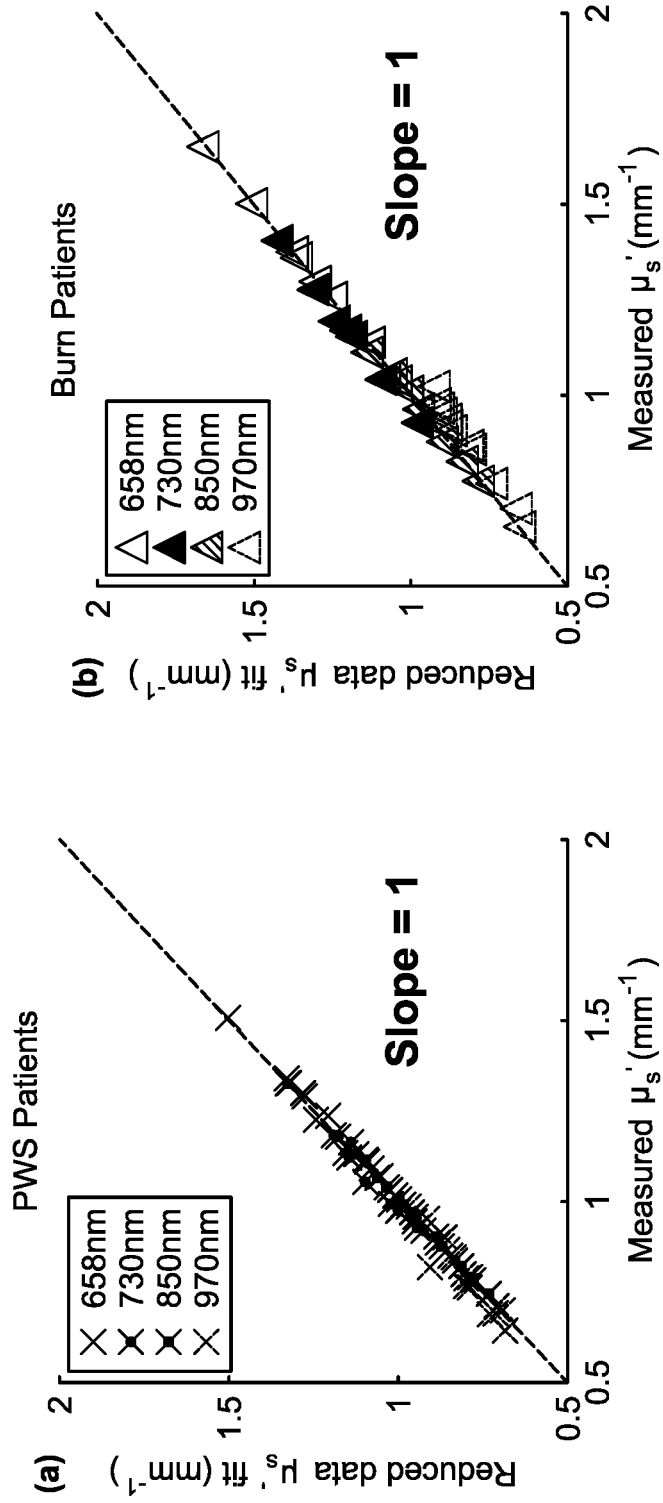 (a)
PWS Patients
658nm
730nm
850nm
970nm
2
1.5
1
0.5
Reduced data μs' fit (mm-1)
Slope = 1
0.5
1
1.5
2
Measured μs' (mm-1)
(b)
Burn Patients
658nm
730nm
850nm
970nm
2
1.5
1
0.5
Reduced data μs' fit (mm-1)
Slope = 1
0.5
1
1.5
2
Measured μs' (mm-1)